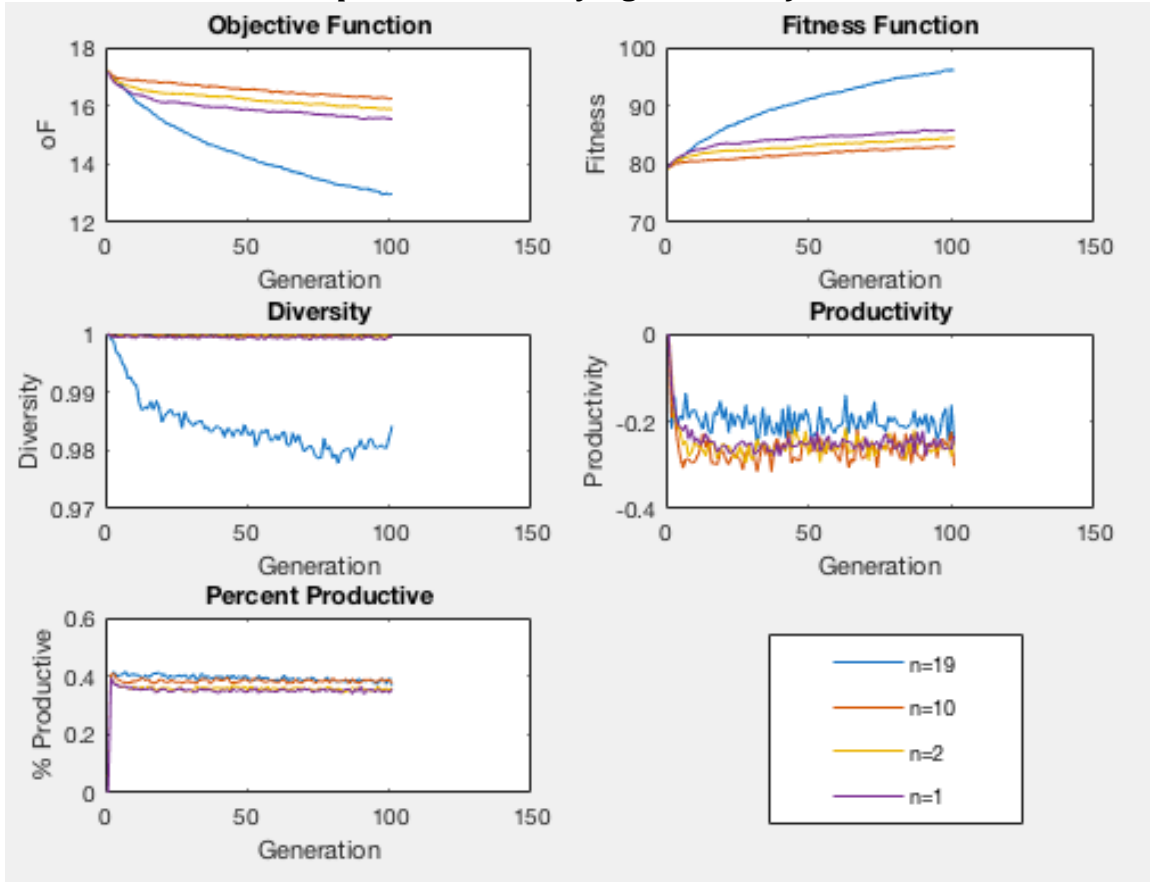 Objective Function
18
16
14
12
oF
0
50
100
150
Generation
Fitness Function
100
90
80
70
Fitness
0
50
100
150
Generation
Diversity
1
0.99
0.98
0.97
Diversity
0
50
100
150
Generation
Productivity
0
-0.2
-0.4
Productivity
0
50
100
150
Generation
Percent Productive
0.6
0.4
0.2
0
% Productive
0
50
100
150
Generation
n=19
n=10
n=2
n=1